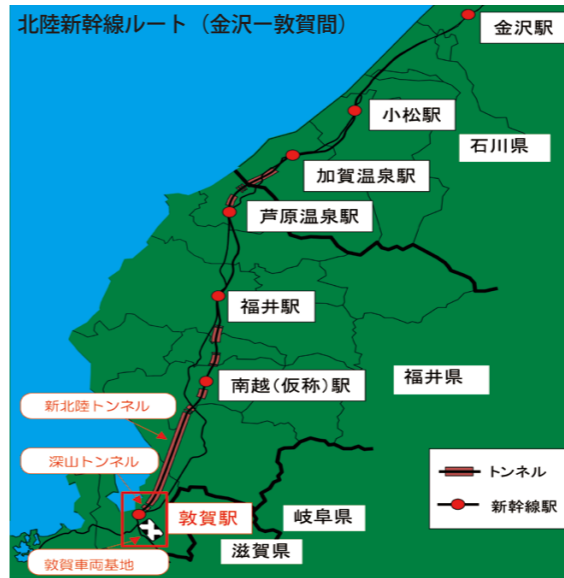 北陸新幹線ルート（金沢ー敦賀間）
金沢駅
小松駅
石川県
加賀温泉駅
芦原温泉駅
福井駅
福井県
南越（仮称）駅
新北陸トンネル
深山トンネル
敦賀駅
岐阜県
滋賀県
敦賀車両基地
トンネル
新幹線駅